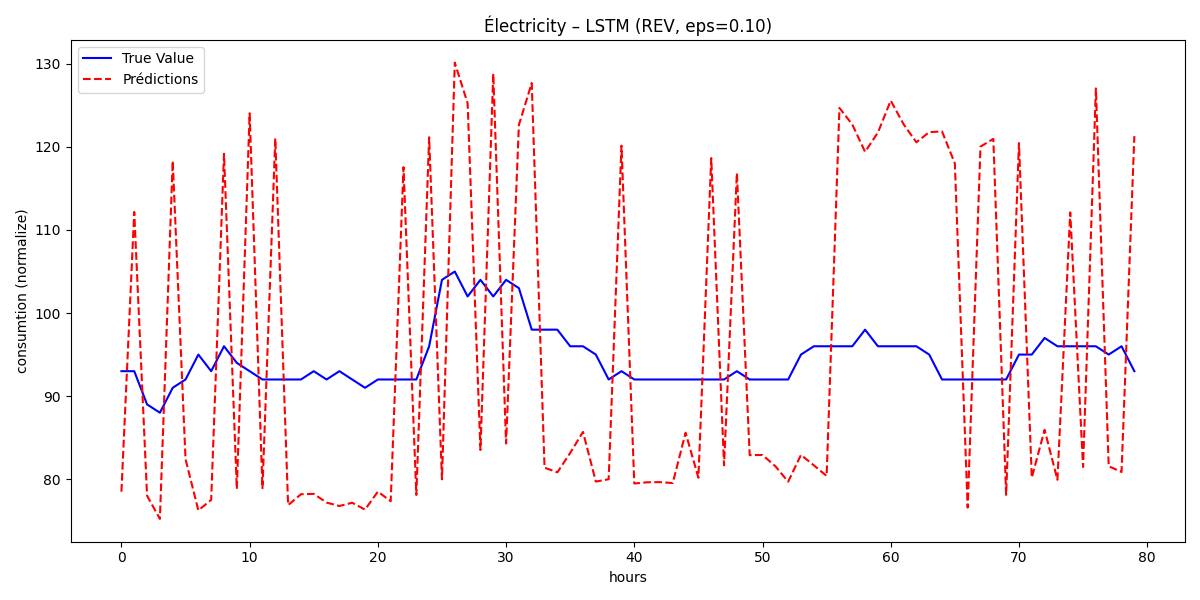 Électricity – LSTM (REV, eps=0.10)
True Value
Prédictions
consumtion (normalize)
130
120
110
100
90
80
0 10 20 30 40 50 60 70 80
hours